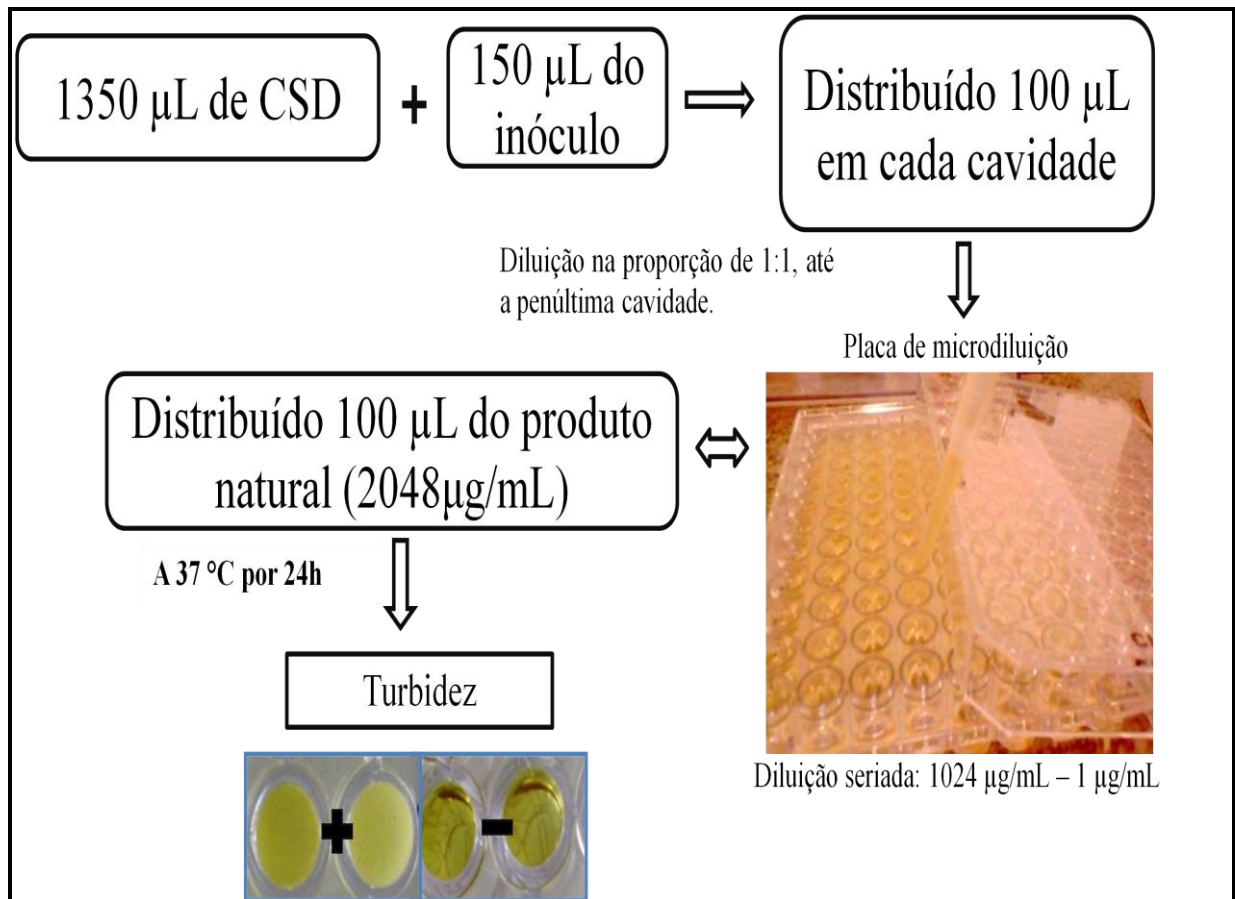 1350 µL de CSD
+
150 µL do
inóculo
Distribuído 100 µL
em cada cavidade
Diluição na proporção de 1:1, até
a penúltima cavidade.
Placa de microdiluição
Distribuído 100 µL do produto
natural (2048µg/mL)
A 37 °C por 24h
Turbidez
+
-
Diluição seriada: 1024 µg/mL – 1 µg/mL